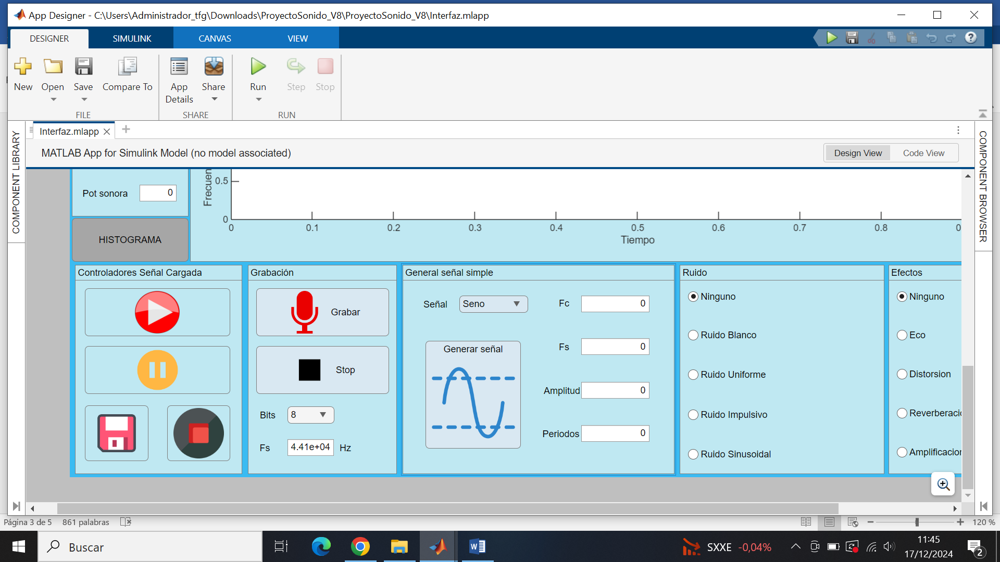 App Designer - C:\Users\Administrador_tfg\Downloads\ProyectoSonido_V8\ProyectoSonido_V8\Interfaz.mlapp
DESIGNER SIMULINK CANVAS VIEW
New Open Save Compare To App Details Share Run Step Stop
FILE SHARE RUN
Interfaz.mlapp
MATLAB App for Simulink Model (no model associated)
Design View Code View
COMPONENT LIBRARY
COMPONENT BROWSER
Pot sonora 0
HISTOGRAMA
Frecuen
0.5
0
0 0.1 0.2 0.3 0.4 0.5 0.6 0.7 0.8 0
Tiempo
Controladores Señal Cargada
Grabación
Grabar
Stop
Bits 8
Fs 4.41e+04 Hz
General señal simple
Señal Seno
Generar señal
Fc 0
Fs 0
Amplitud 0
Periodos 0
Ruido
Ninguno
Ruido Blanco
Ruido Uniforme
Ruido Impulsivo
Ruido Sinusoidal
Efectos
Ninguno
Eco
Distorsion
Reverberacio
Amplificacion
Página 3 de 5 861 palabras 120 %
Buscar
SXXE -0,04%
11:45
17/12/2024
2